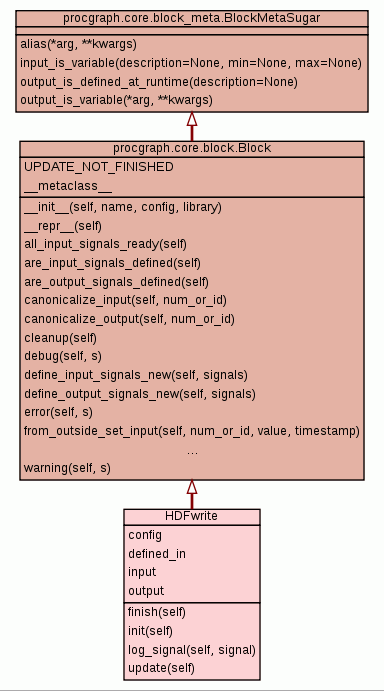 procgraph.core.block_meta.BlockMetaSugar
alias(*arg, **kwargs)
input_is_variable(description=None, min=None, max=None)
output_is_defined_at_runtime(description=None)
output_is_variable(*arg, **kwargs)
procgraph.core.block.Block
UPDATE_NOT_FINISHED
__metaclass__
__init__(self, name, config, library)
__repr__(self)
all_input_signals_ready(self)
are_input_signals_defined(self)
are_output_signals_defined(self)
canonicalize_input(self, num_or_id)
canonicalize_output(self, num_or_id)
cleanup(self)
debug(self, s)
define_input_signals_new(self, signals)
define_output_signals_new(self, signals)
error(self, s)
from_outside_set_input(self, num_or_id, value, timestamp)
...
warning(self, s)
HDFwrite
config
defined_in
input
output
finish(self)
init(self)
log_signal(self, signal)
update(self)